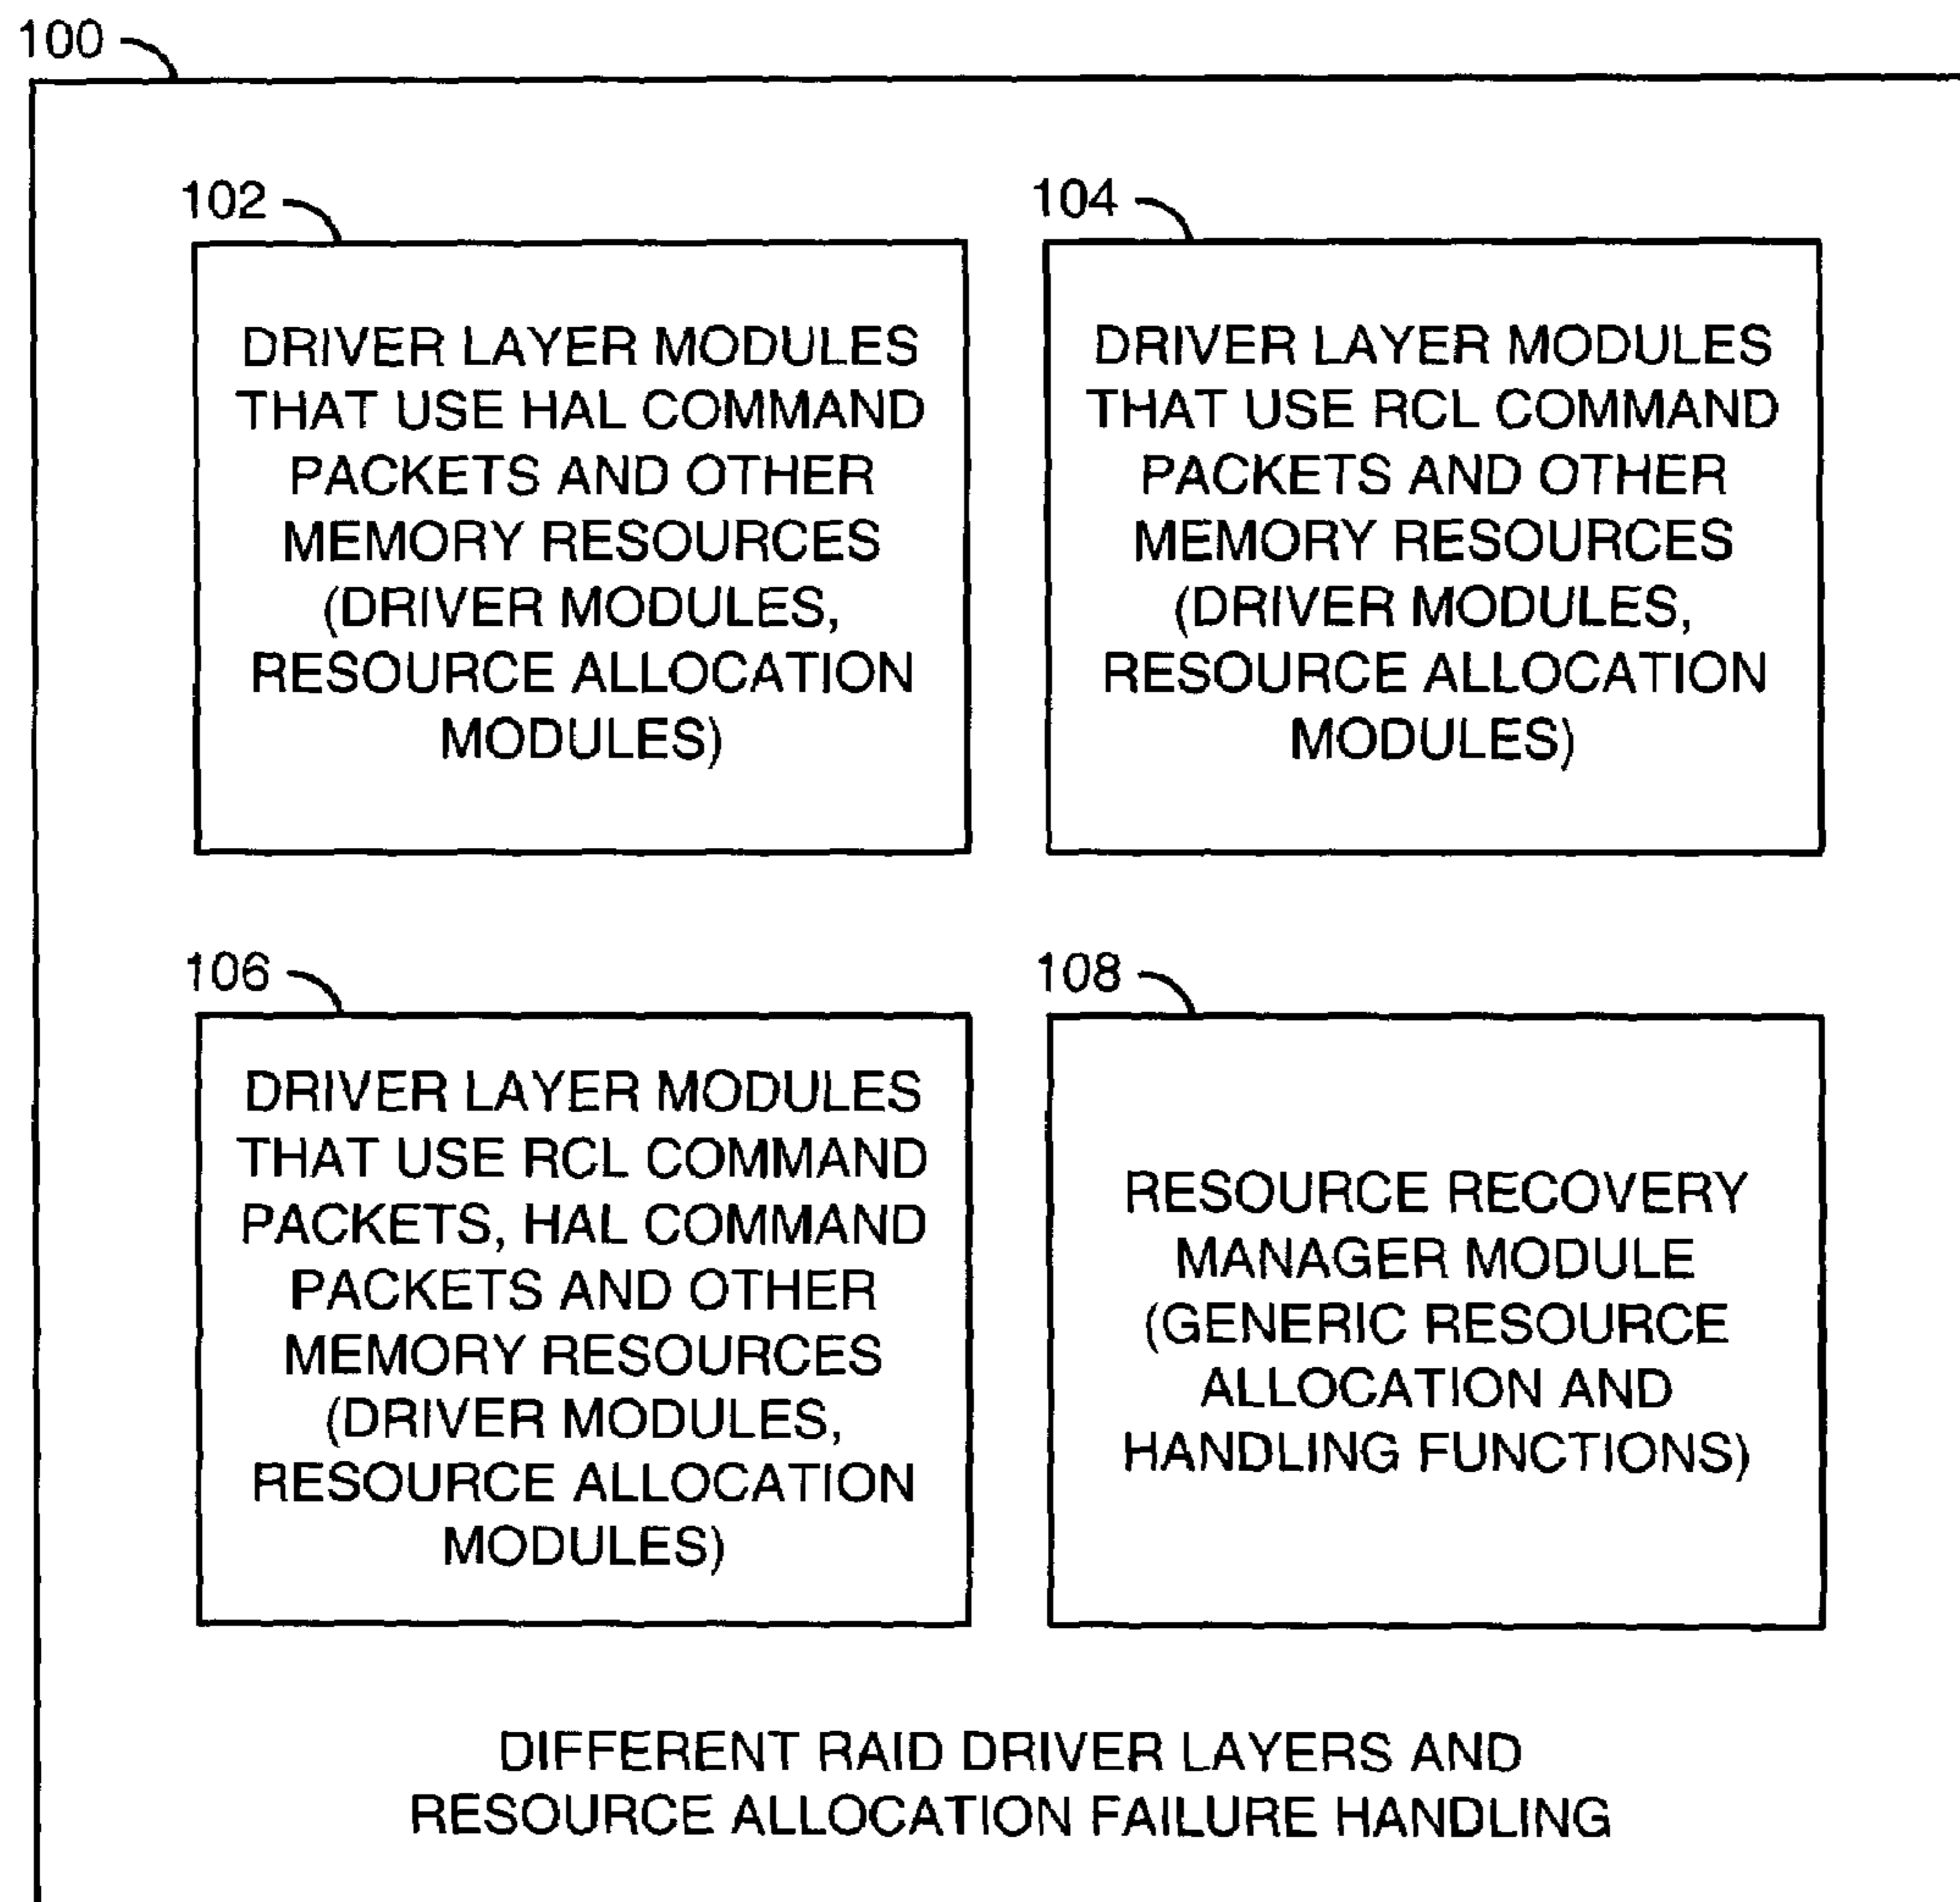 100
102
DRIVER LAYER MODULES
THAT USE HAL COMMAND
PACKETS AND OTHER
MEMORY RESOURCES
(DRIVER MODULES,
RESOURCE ALLOCATION
MODULES)
104
DRIVER LAYER MODULES
THAT USE RCL COMMAND
PACKETS AND OTHER
MEMORY RESOURCES
(DRIVER MODULES,
RESOURCE ALLOCATION
MODULES)
106
DRIVER LAYER MODULES
THAT USE RCL COMMAND
PACKETS, HAL COMMAND
PACKETS AND OTHER
MEMORY RESOURCES
(DRIVER MODULES,
RESOURCE ALLOCATION
MODULES)
108
RESOURCE RECOVERY
MANAGER MODULE
(GENERIC RESOURCE
ALLOCATION AND
HANDLING FUNCTIONS)
DIFFERENT RAID DRIVER LAYERS AND
RESOURCE ALLOCATION FAILURE HANDLING